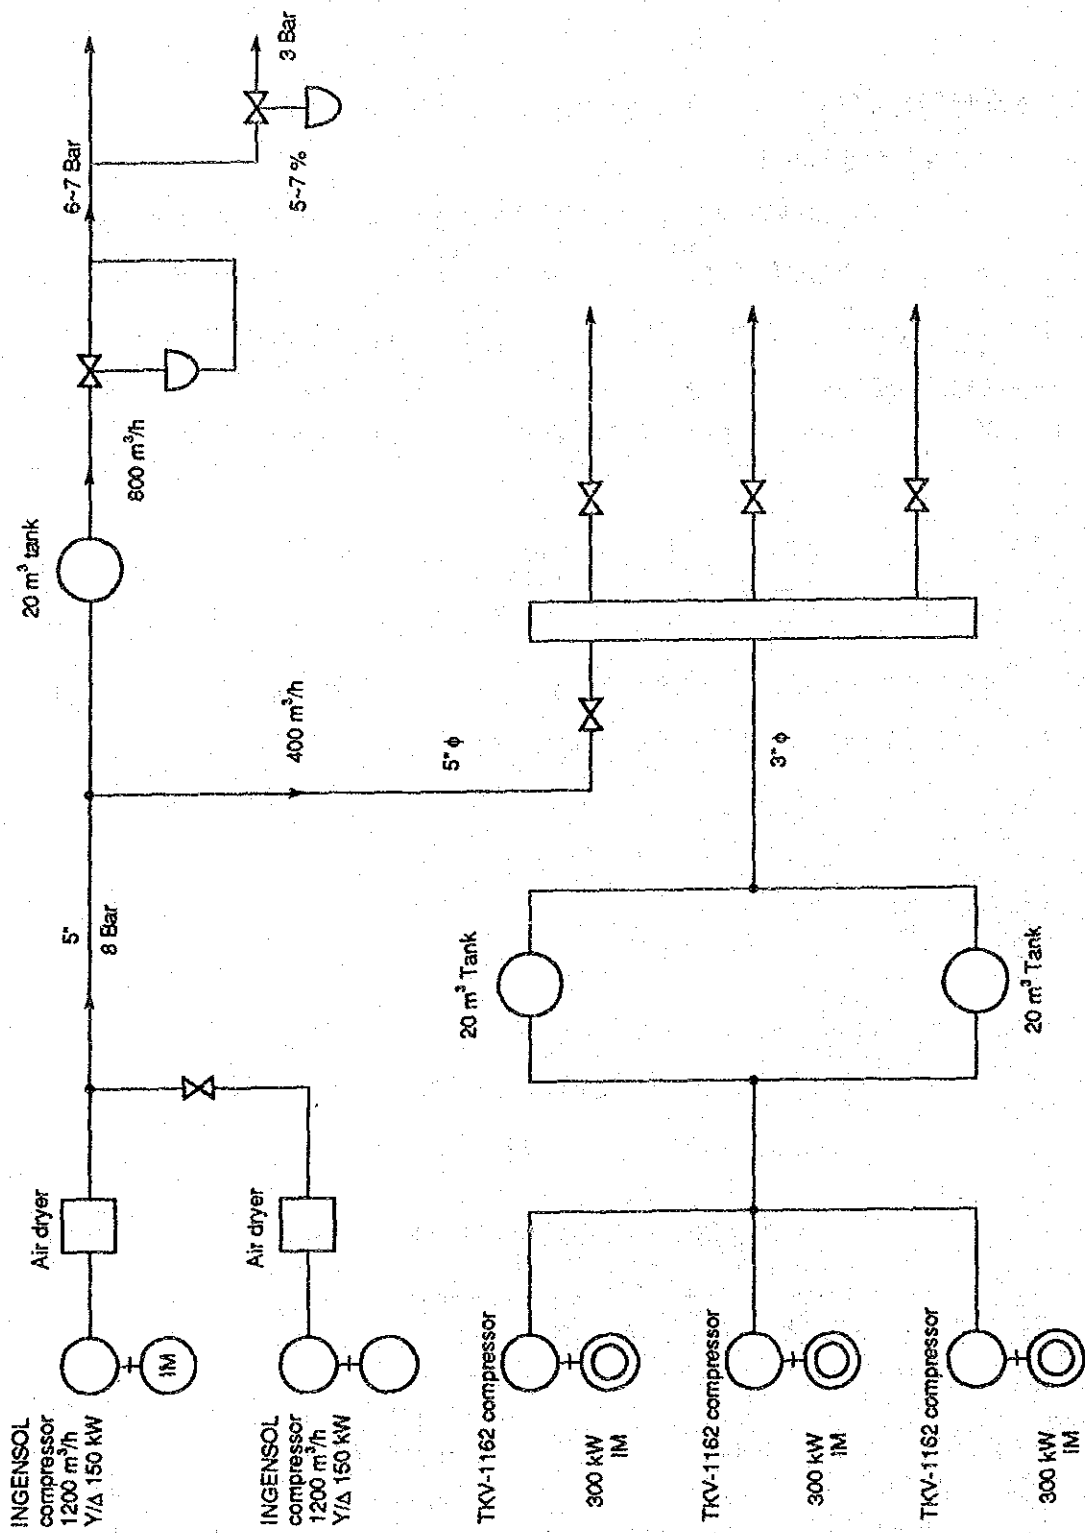 INGENSOL
compressor
1200 m³/h
Y/Δ 150 kW
IM
Air dryer
5"
8 Bar
20 m³ tank
800 m³/h
6~7 Bar
3 Bar
5~7 %
INGENSOL
compressor
1200 m³/h
Y/Δ 150 kW
Air dryer
400 m³/h
5" φ
TKV-1162 compressor
300 kW
IM
20 m³ Tank
3" φ
TKV-1162 compressor
300 kW
IM
20 m³ Tank
TKV-1162 compressor
300 kW
IM